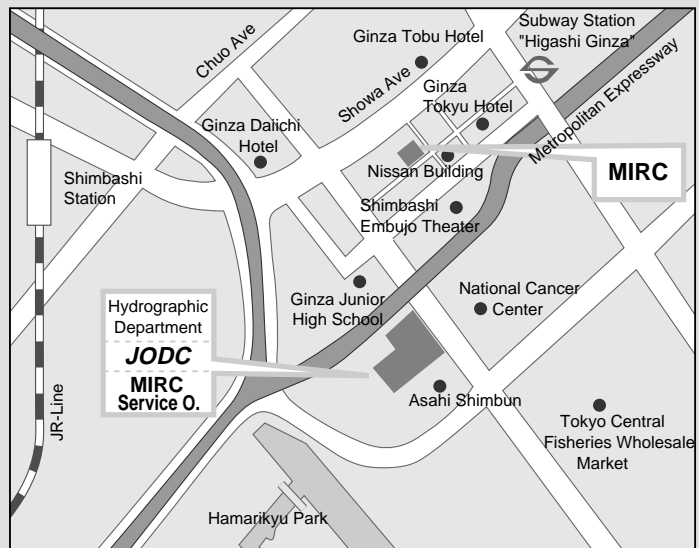 Subway Station
"Higashi Ginza"
Ginza Tobu Hotel
Chuo Ave
Showa Ave
Ginza
Tokyu Hotel
Metropolitan Expressway
Ginza Daiichi
Hotel
Nissan Building
MIRC
Shimbashi
Station
Shimbashi
Embujo Theater
Hydrographic
Department
JODC
MIRC
Service O.
Ginza Junior
High School
National Cancer
Center
Asahi Shimbun
Tokyo Central
Fisheries Wholesale
Market
JR-Line
Hamarikyu Park